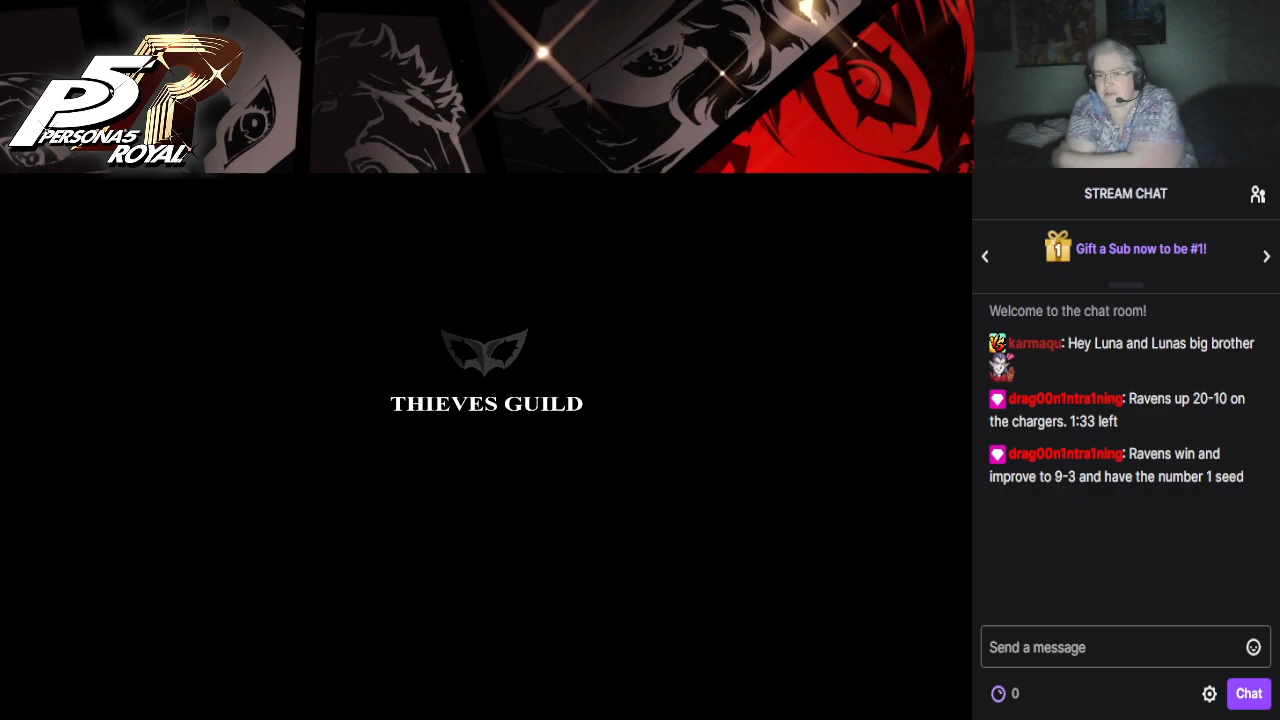 P5R
PERSONA5
ROYAL
STREAM CHAT
1
Gift a Sub now to be #1!
Welcome to the chat room!
karmaqu: Hey Luna and Lunas big brother
drag00n1ntra1ning: Ravens up 20-10 on
the chargers. 1:33 left
THIEVES GUILD
drag00n1ntra1ning: Ravens win and
improve to 9-3 and have the number 1 seed
Send a message
0
Chat